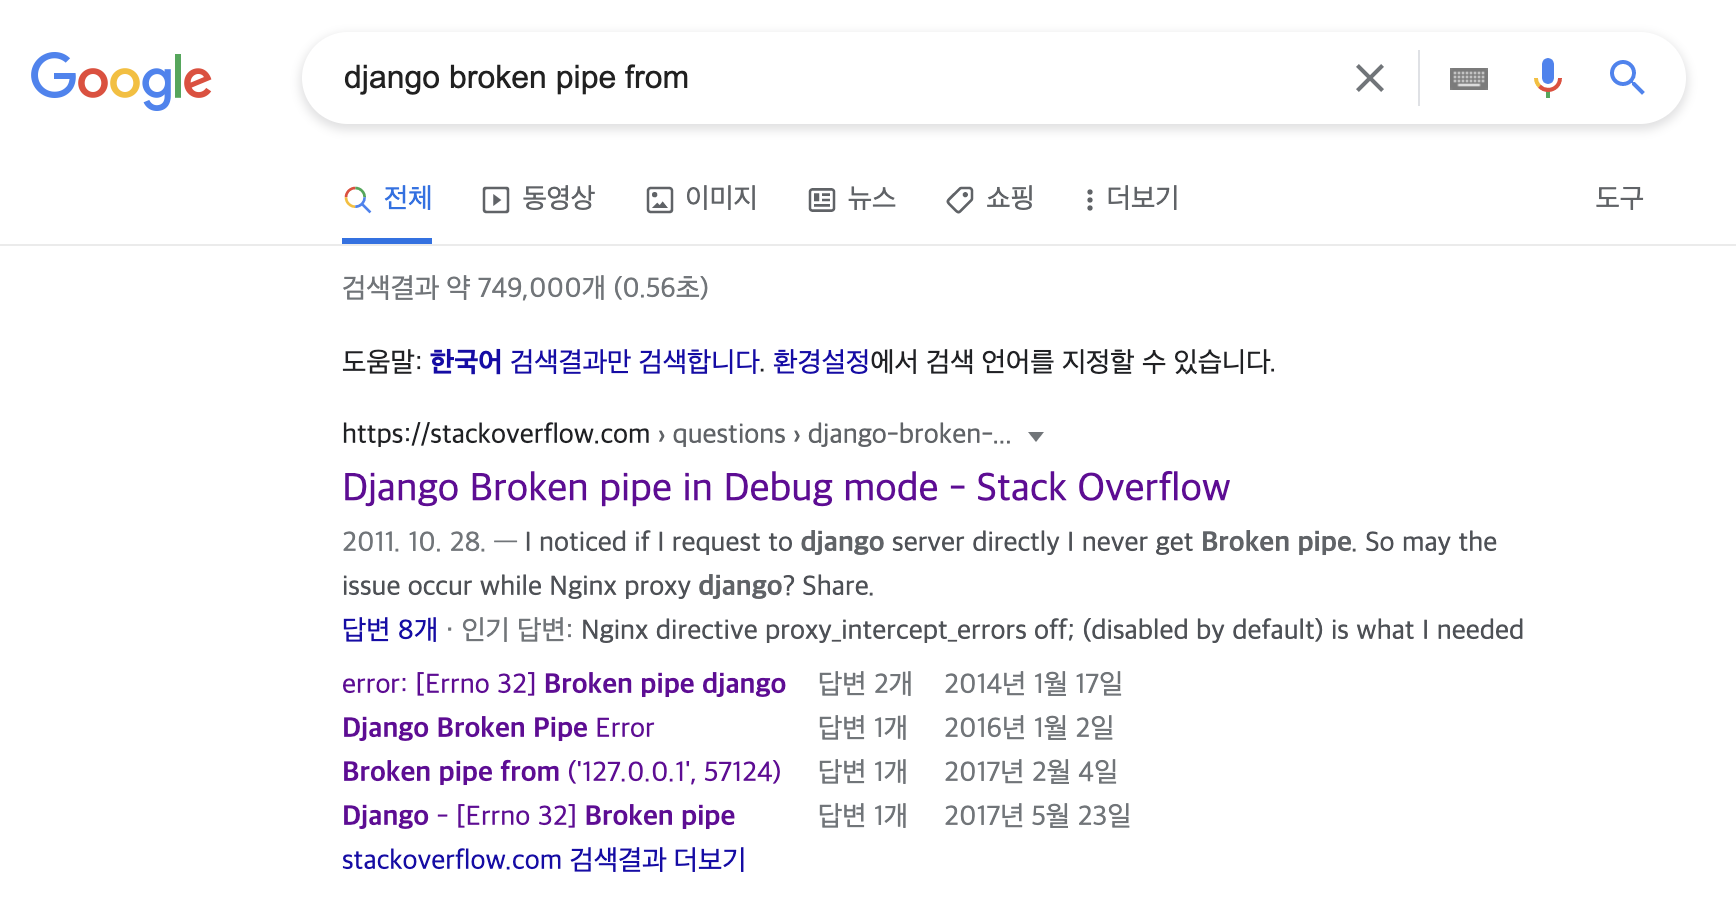 Google
django broken pipe from
전체 동영상 이미지 뉴스 쇼핑 더보기 도구
검색결과 약 749,000개 (0.56초)
도움말: 한국어 검색결과만 검색합니다. 환경설정에서 검색 언어를 지정할 수 있습니다.
https://stackoverflow.com › questions › django-broken-...
Django Broken pipe in Debug mode - Stack Overflow
2011. 10. 28. — I noticed if I request to django server directly I never get Broken pipe. So may the
issue occur while Nginx proxy django? Share.
답변 8개 · 인기 답변: Nginx directive proxy_intercept_errors off; (disabled by default) is what I needed
error: [Errno 32] Broken pipe django 답변 2개 2014년 1월 17일
Django Broken Pipe Error 답변 1개 2016년 1월 2일
Broken pipe from ('127.0.0.1', 57124) 답변 1개 2017년 2월 4일
Django - [Errno 32] Broken pipe 답변 1개 2017년 5월 23일
stackoverflow.com 검색결과 더보기